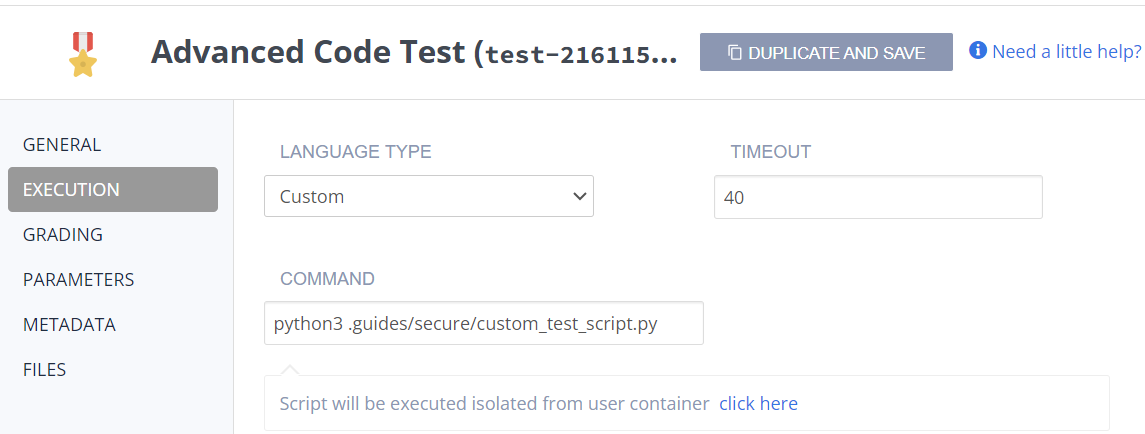 Advanced Code Test (test-216115...
DUPLICATE AND SAVE
Need a little help?
GENERAL
EXECUTION
GRADING
PARAMETERS
METADATA
FILES
LANGUAGE TYPE
TIMEOUT
Custom
40
COMMAND
python3 .guides/secure/custom_test_script.py
Script will be executed isolated from user container click here